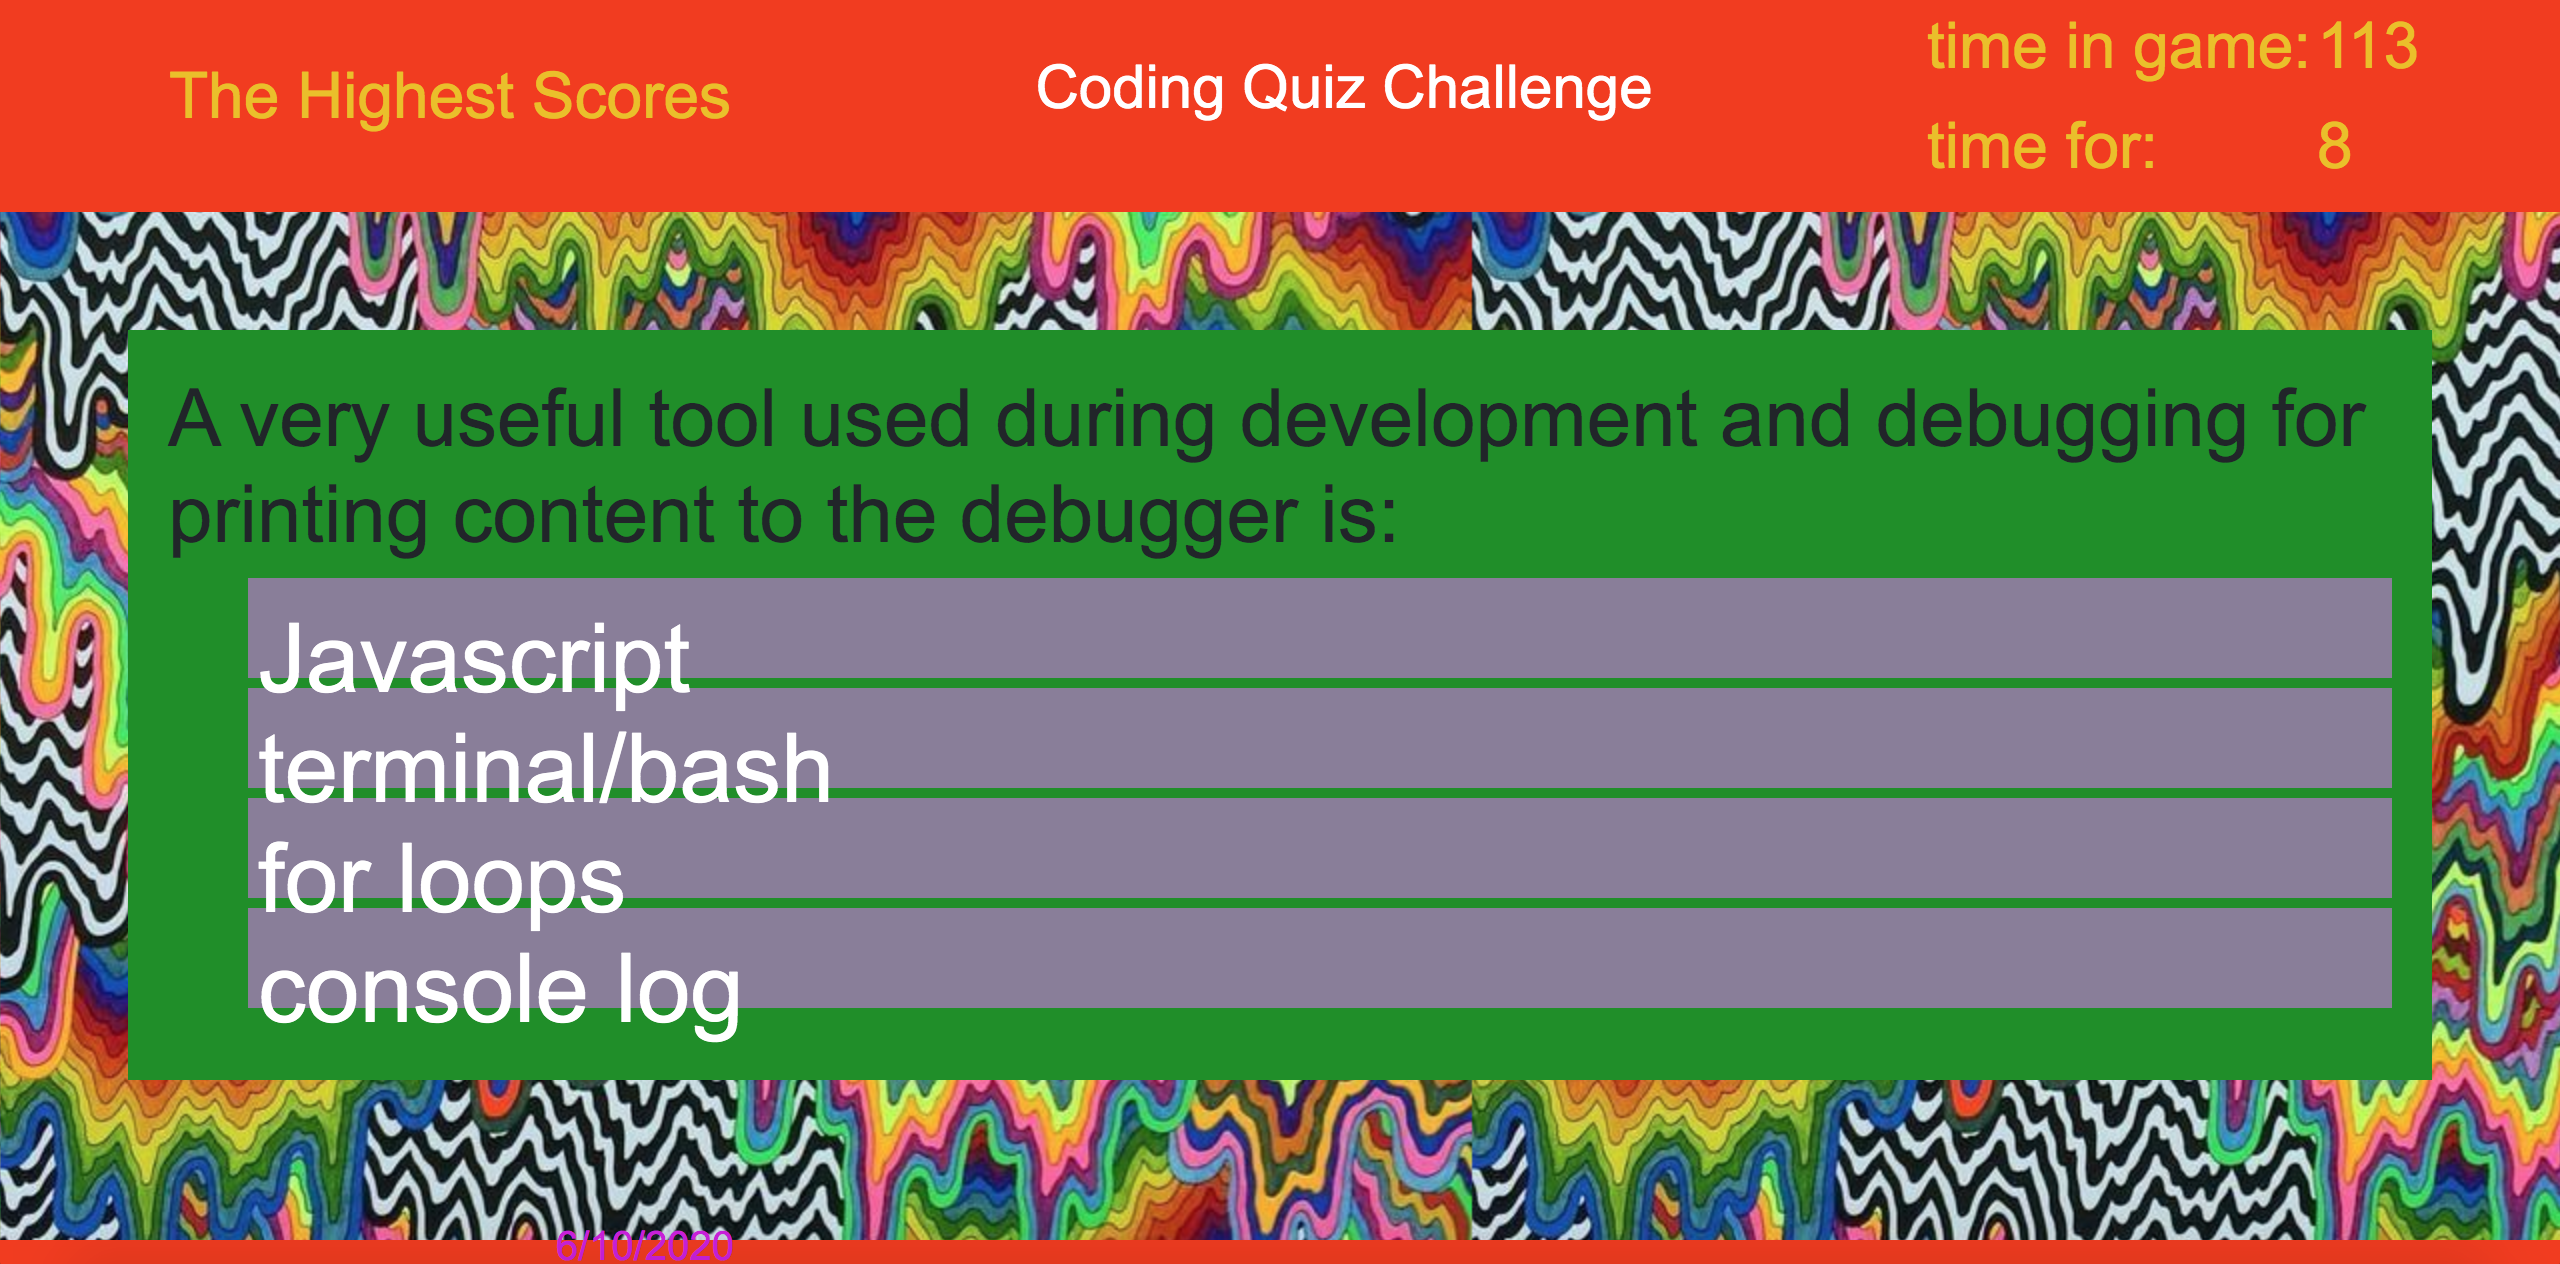 The Highest Scores
Coding Quiz Challenge
time in game: 113
time for: 8
A very useful tool used during development and debugging for
printing content to the debugger is:
Javascript
terminal/bash
for loops
console log
6/10/2020